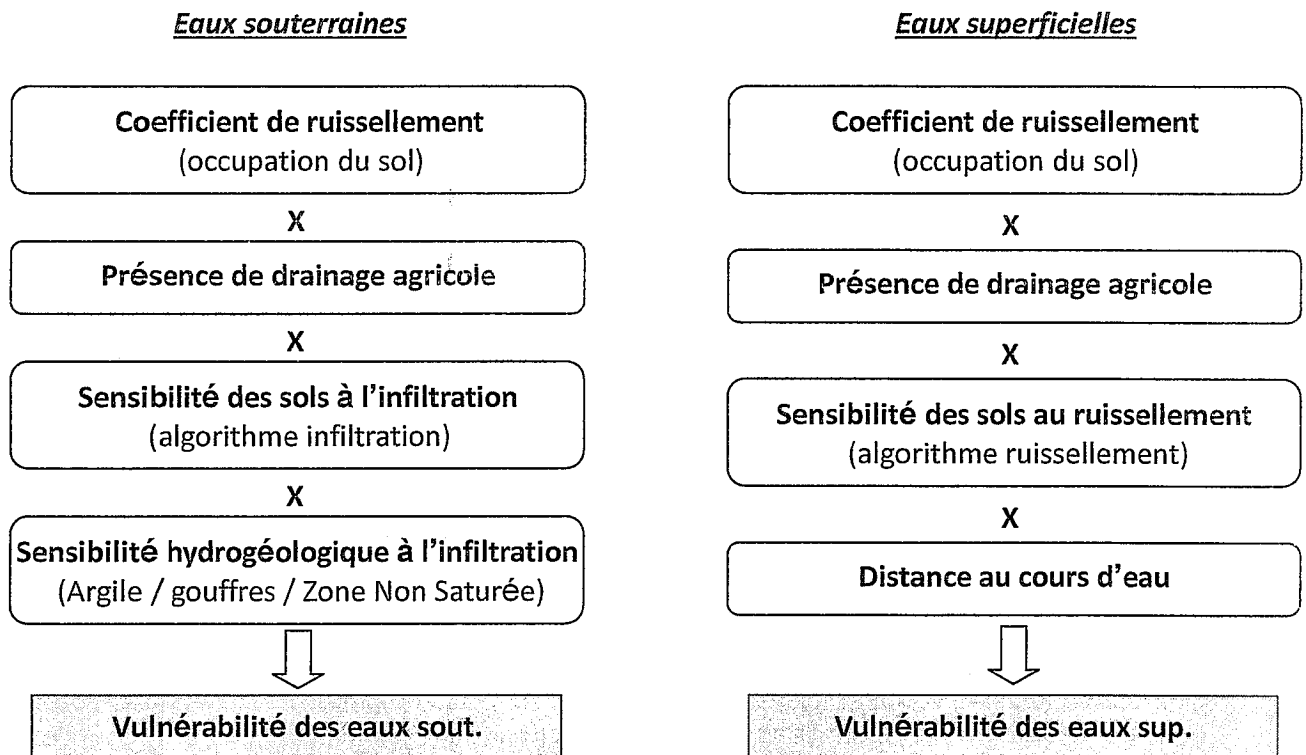 Eaux souterraines
Coefficient de ruissellement
(occupation du sol)
X
Présence de drainage agricole
X
Sensibilité des sols à l'infiltration
(algorithme infiltration)
X
Sensibilité hydrogéologique à l'infiltration
(Argile / gouffres / Zone Non Saturée)
Vulnérabilité des eaux sout.
Eaux superficielles
Coefficient de ruissellement
(occupation du sol)
X
Présence de drainage agricole
X
Sensibilité des sols au ruissellement
(algorithme ruissellement)
X
Distance au cours d'eau
Vulnérabilité des eaux sup.